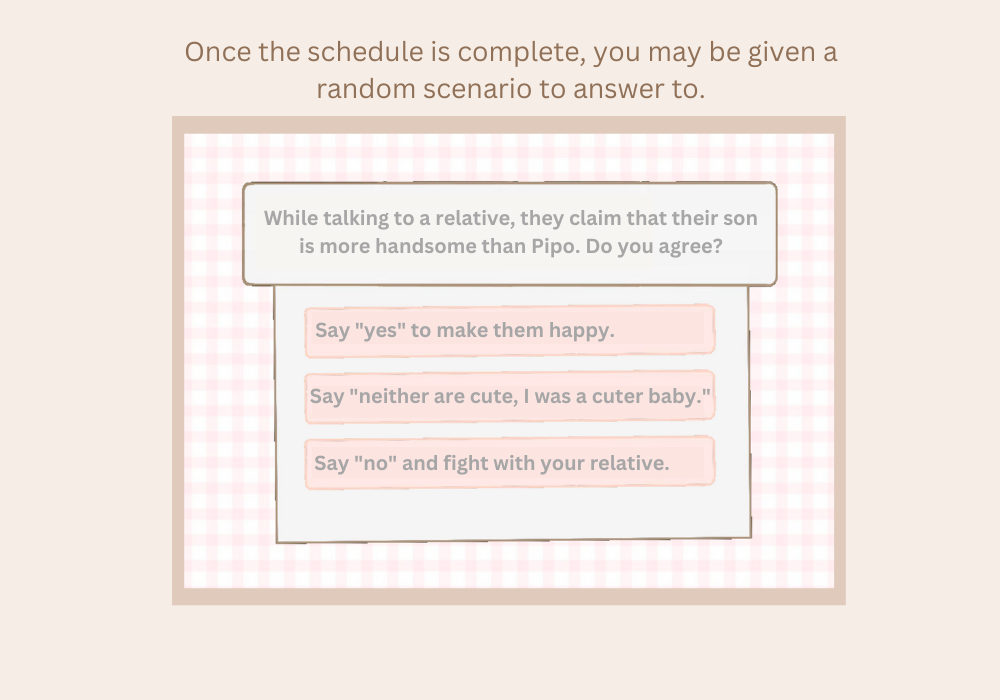 Once the schedule is complete, you may be given a
random scenario to answer to.
While talking to a relative, they claim that their son
is more handsome than Pipo. Do you agree?
Say "yes" to make them happy.
Say "neither are cute, I was a cuter baby."
Say "no" and fight with your relative.